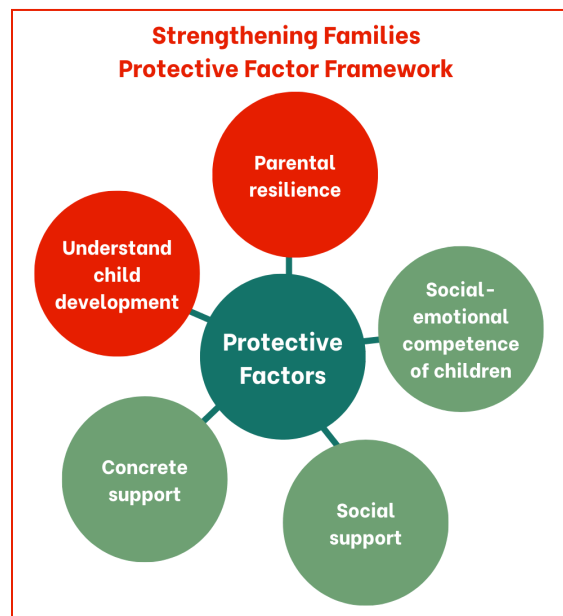 Strengthening Families
Protective Factor Framework
Parental
resilience
Understand
child
development
Social-
emotional
competence
of children
Protective
Factors
Concrete
support
Social
support